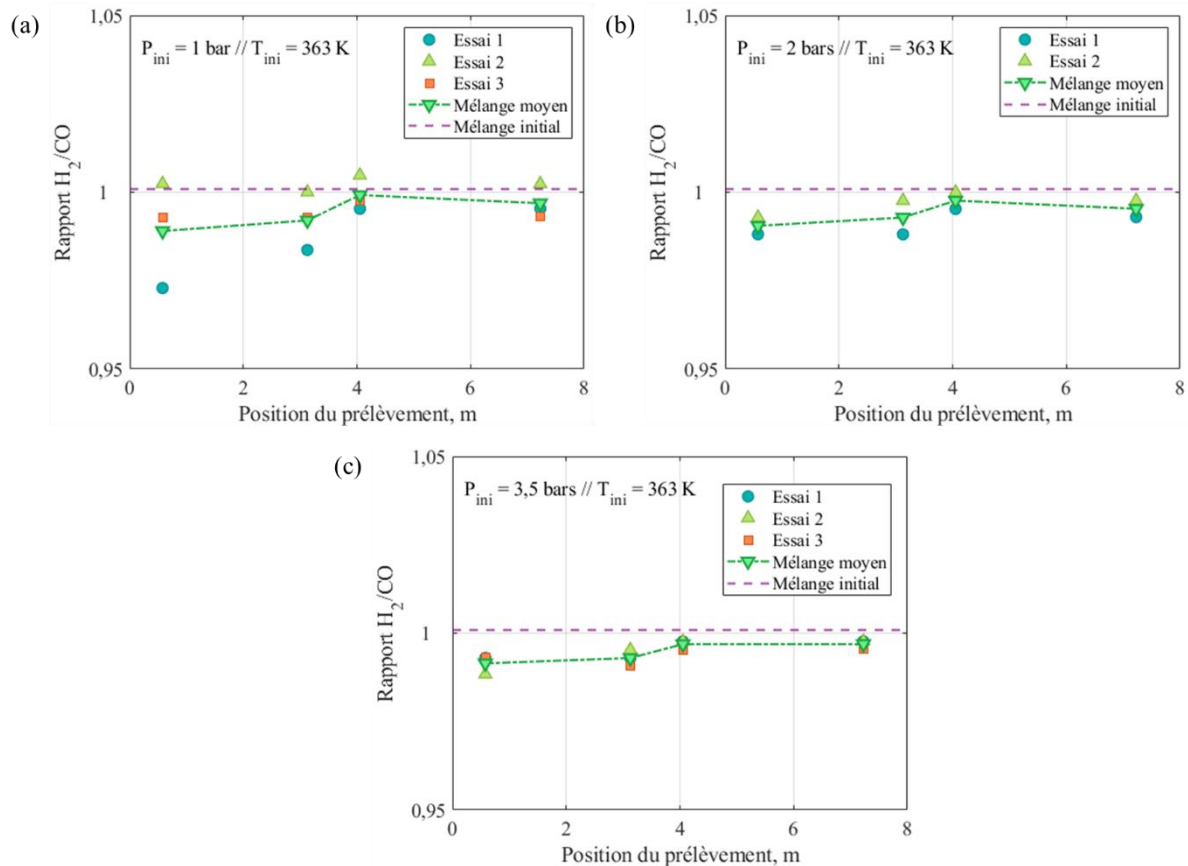 (a)
1,05
P_ini = 1 bar // T_ini = 363 K
Essai 1
Essai 2
Essai 3
Mélange moyen
Mélange initial
Rapport H₂/CO
1
0,95
0 2 4 6 8
Position du prélèvement, m
(b)
1,05
P_ini = 2 bars // T_ini = 363 K
Essai 1
Essai 2
Mélange moyen
Mélange initial
Rapport H₂/CO
1
0,95
0 2 4 6 8
Position du prélèvement, m
(c)
1,05
P_ini = 3,5 bars // T_ini = 363 K
Essai 1
Essai 2
Essai 3
Mélange moyen
Mélange initial
Rapport H₂/CO
1
0,95
0 2 4 6 8
Position du prélèvement, m